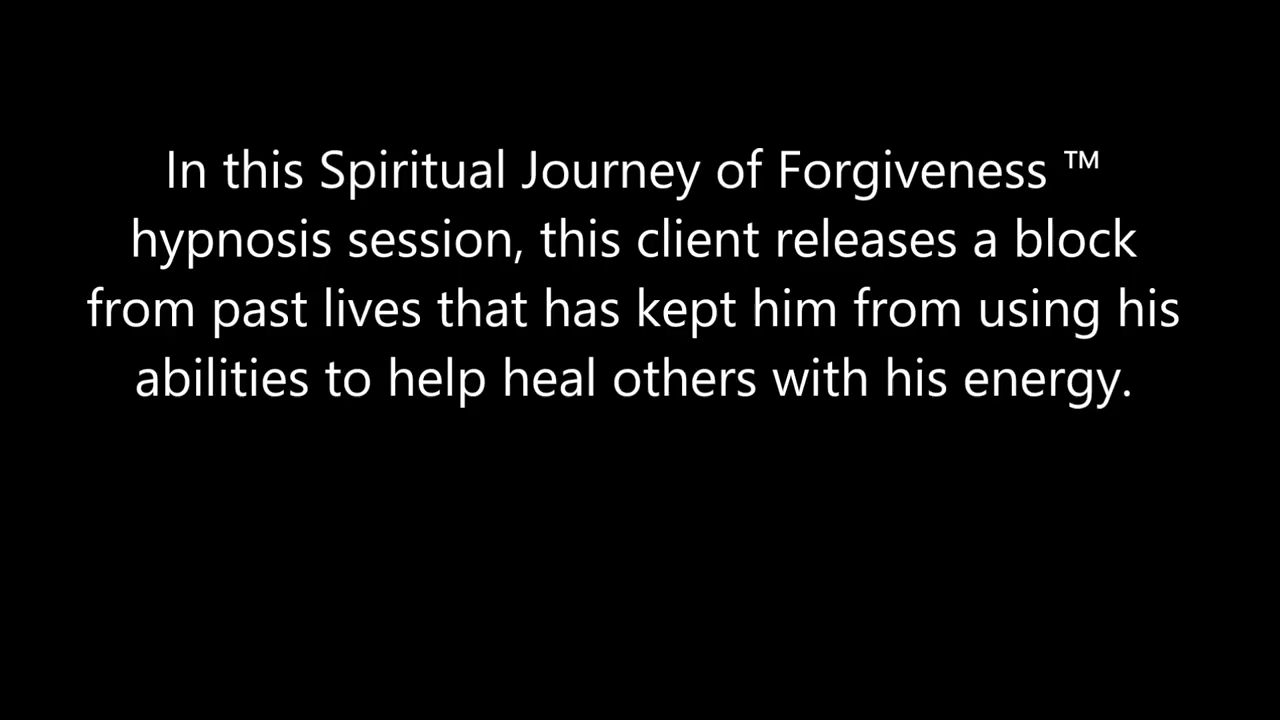 In this Spiritual Journey of Forgiveness ™
hypnosis session, this client releases a block
from past lives that has kept him from using his
abilities to help heal others with his energy.